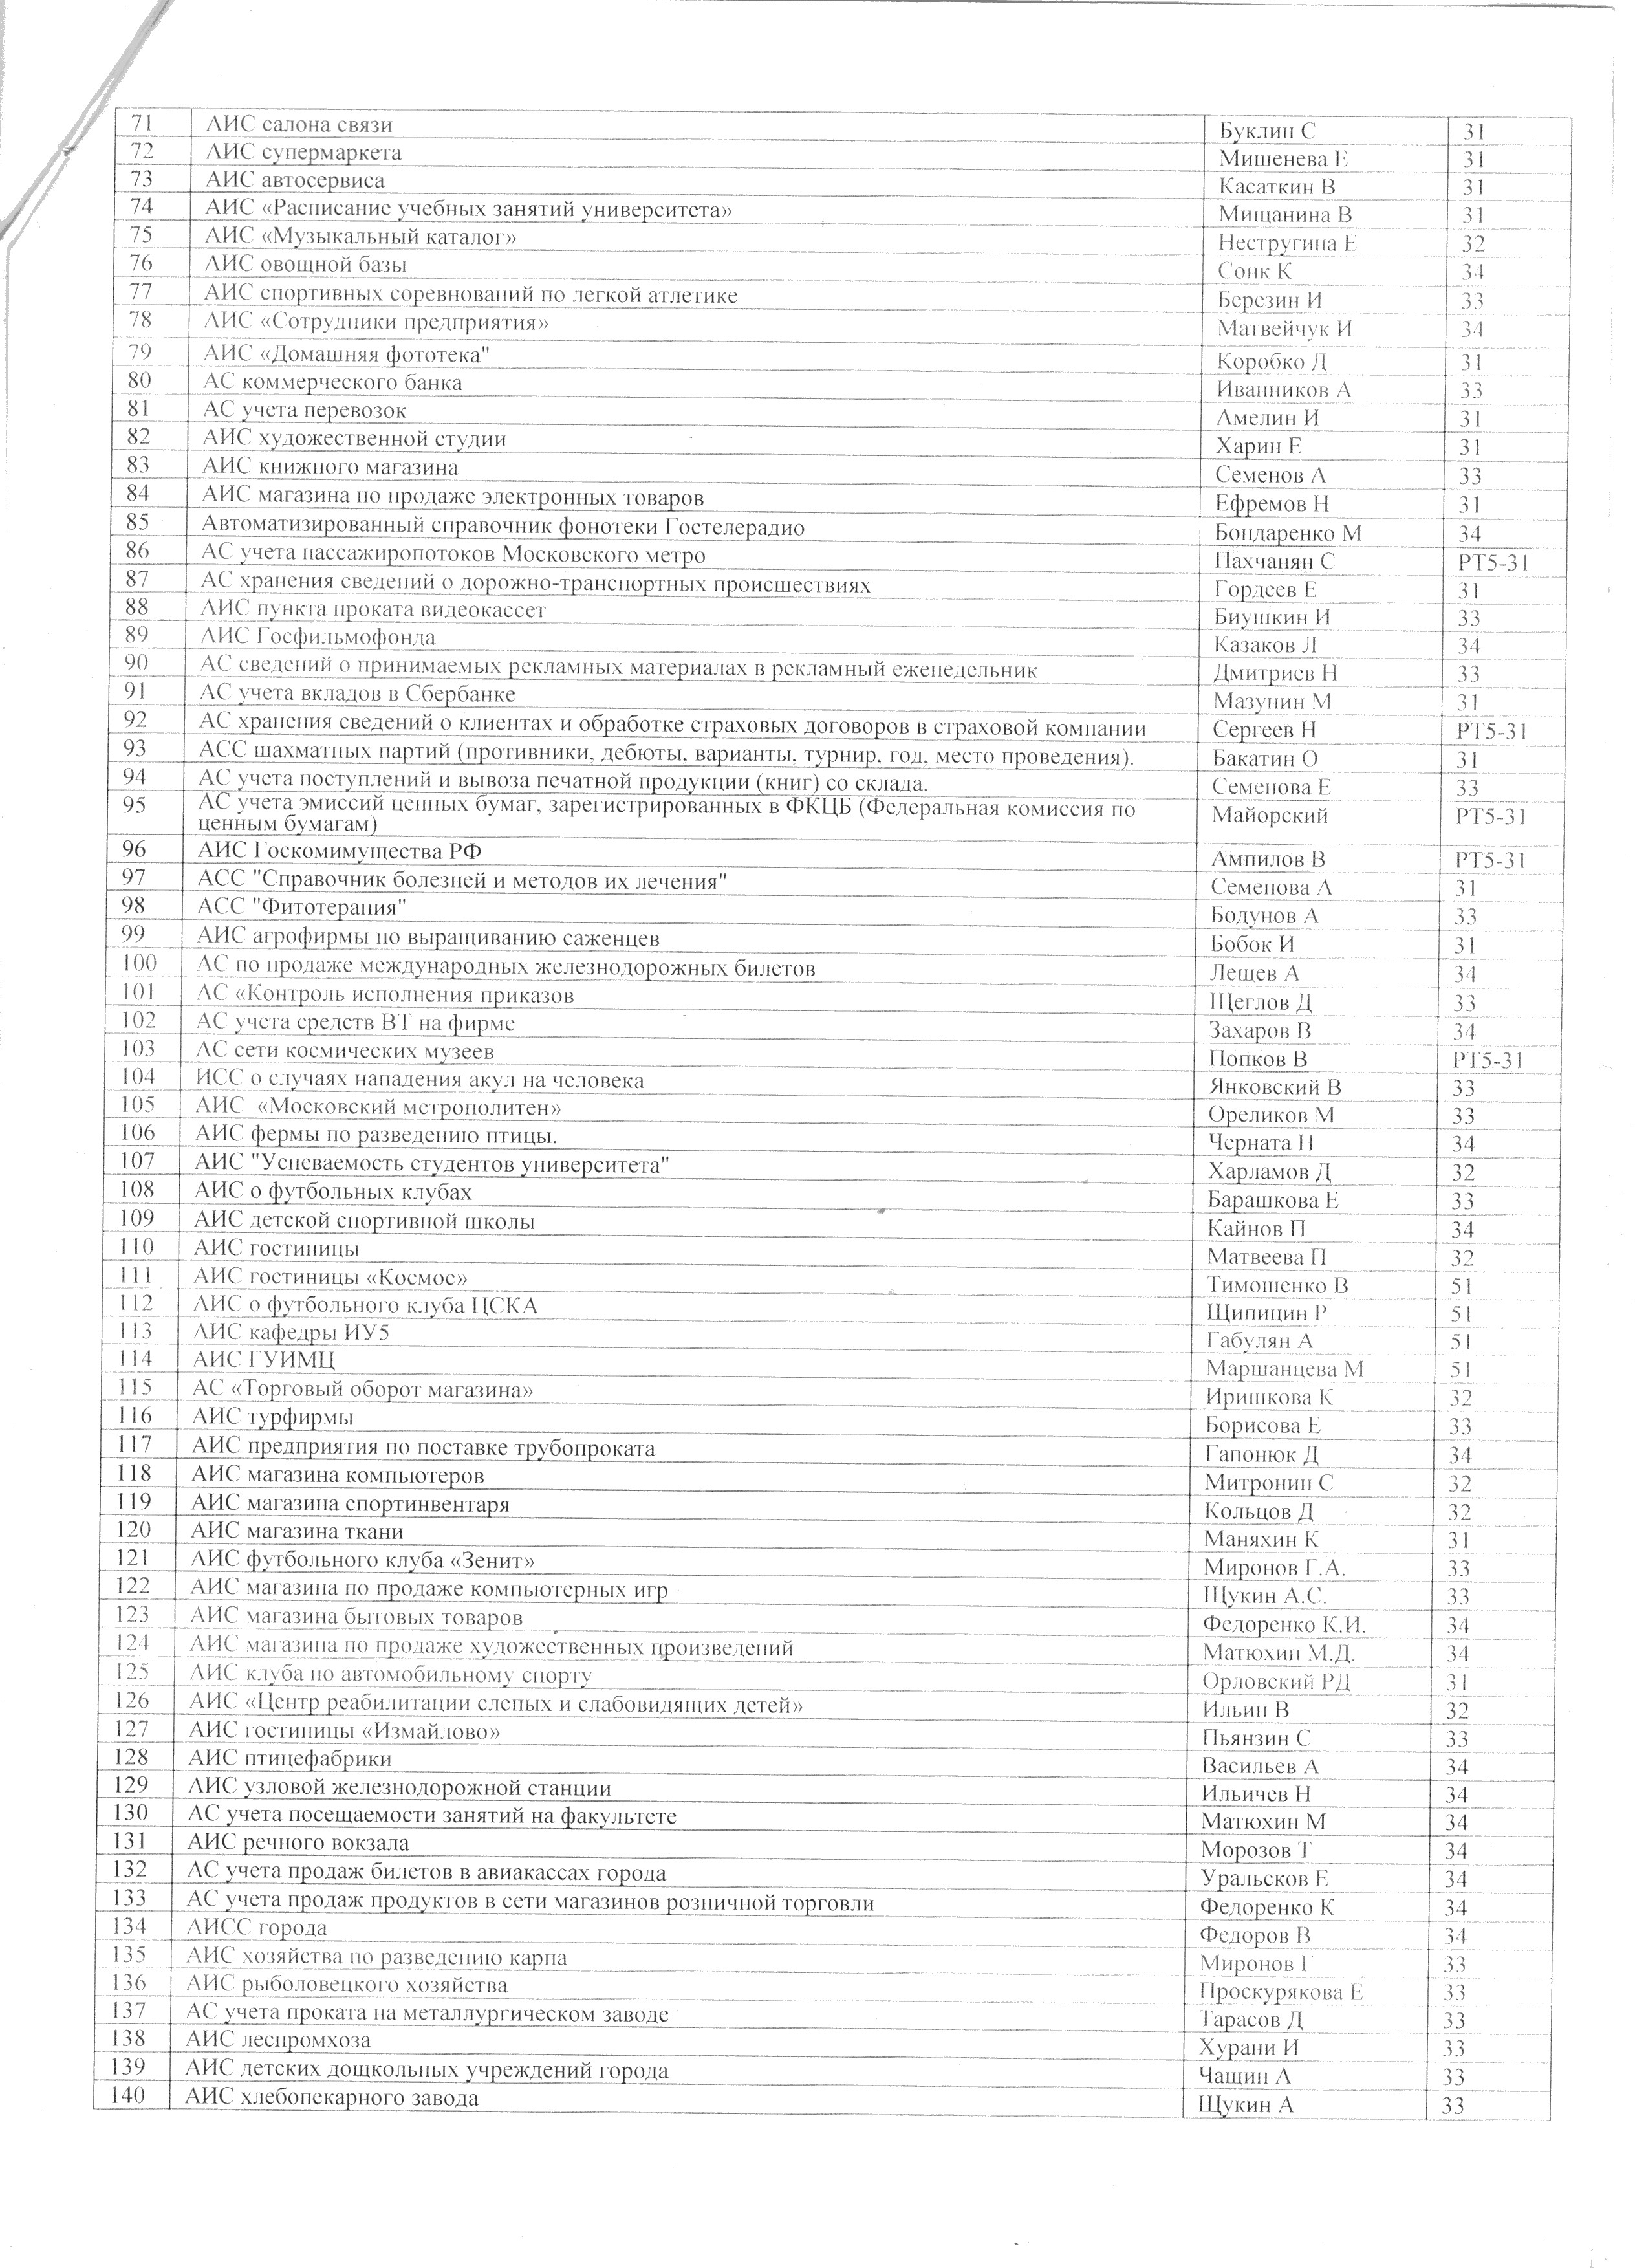 71 АИС салона связи Буклин С 31
72 АИС супермаркета Мишенева Е 31
73 АИС автосервиса Касаткин В 31
74 АИС «Расписание учебных занятий университета» Мищанина В 31
75 АИС «Музыкальный каталог» Неструтина Е 32
76 АИС овощной базы Сонк К 34
77 АИС спортивных соревнований по легкой атлетике Березин И 33
78 АИС «Сотрудники предприятия» Матвейчук И 34
79 АИС «Домашняя фототека" Коробко Д 31
80 АС коммерческого банка Иванников А 33
81 АС учета перевозок Амелин И 31
82 АИС художественной студии Харин Е 31
83 АИС книжного магазина Семенов А 33
84 АИС магазина по продаже электронных товаров Ефремов Н 31
85 Автоматизированный справочник фонотеки Гостелерадио Бондаренко М 34
86 АС учета пассажиропотоков Московского метро Пахчанян С РТ5-31
87 АС хранения сведений о дорожно-транспортных происшествиях Гордеев Е 31
88 АИС пункта проката видеокассет Биушкин И 33
89 АИС Госфильмофонда Казаков Л 34
90 АС сведений о принимаемых рекламных материалах в рекламный еженедельник Дмитриев Н 33
91 АС учета вкладов в Сбербанке Мазунин М 31
92 АС хранения сведений о клиентах и обработке страховых договоров в страховой компании Сергеев Н РТ5-31
93 АСС шахматных партий (противники, дебюты, варианты, турнир, год, место проведения). Бакатин О 31
94 АС учета поступлений и вывоза печатной продукции (книг) со склада. Семенова Е 33
95 АС учета эмиссий ценных бумаг, зарегистрированных в ФКЦБ (Федеральная комиссия по Майорский РТ5-31
ценным бумагам)
96 АИС Госкомимущества РФ Ампилов В РТ5-31
97 АСС "Справочник болезней и методов их лечения" Семенова А 31
98 АСС "Фитотерапия" Бодунов А 33
99 АИС агрофирмы по выращиванию саженцев Бобок И 31
100 АС по продаже международных железнодорожных билетов Лещев А 34
101 АС «Контроль исполнения приказов Щеглов Д 33
102 АС учета средств ВТ на фирме Захаров В 34
103 АС сети космических музеев Попков В РТ5-31
104 ИСС о случаях нападения акул на человека Янковский В 33
105 АИС «Московский метрополитен» Ореликов М 33
106 АИС фермы по разведению птицы. Черната Н 34
107 АИС "Успеваемость студентов университета" Харламов Д 32
108 АИС о футбольных клубах Барашкова Е 33
109 АИС детской спортивной школы Кайнов П 34
110 АИС гостиницы Матвеева П 32
111 АИС гостиницы «Космос» Тимошенко В 51
112 АИС о футбольного клуба ЦСКА Щипицин Р 51
113 АИС кафедры ИУ5 Габулян А 51
114 АИС ГУИМЦ Маршанцева М 51
115 АС «Торговый оборот магазина» Иришкова К 32
116 АИС турфирмы Борисова Е 33
117 АИС предприятия по поставке трубопроката Гапонюк Д 34
118 АИС магазина компьютеров Митронин С 32
119 АИС магазина спортинвентаря Кольцов Д 32
120 АИС магазина ткани Маняхин К 31
121 АИС футбольного клуба «Зенит» Миронов Г.А. 33
122 АИС магазина по продаже компьютерных игр Щукин А.С. 33
123 АИС магазина бытовых товаров Федоренко К.И. 34
124 АИС магазина по продаже художественных произведений Матюхин М.Д. 34
125 АИС клуба по автомобильному спорту Орловский РД 31
126 АИС «Центр реабилитации слепых и слабовидящих детей» Ильин В 32
127 АИС гостиницы «Измайлово» Пьянзин С 33
128 АИС птицефабрики Васильев А 34
129 АИС узловой железнодорожной станции Ильичев Н 34
130 АС учета посещаемости занятий на факультете Матюхин М 34
131 АИС речного вокзала Морозов Т 34
132 АС учета продаж билетов в авиакассах города Уральсков Е 34
133 АС учета продаж продуктов в сети магазинов розничной торговли Федоренко К 34
134 АИСС города Федоров В 34
135 АИС хозяйства по разведению карпа Миронов Г 33
136 АИС рыболовецкого хозяйства Проскурякова Е 33
137 АС учета проката на металлургическом заводе Тарасов Д 33
138 АИС леспромхоза Хурани И 33
139 АИС детских дошкольных учреждений города Чащин А 33
140 АИС хлебопекарного завода Щукин А 33